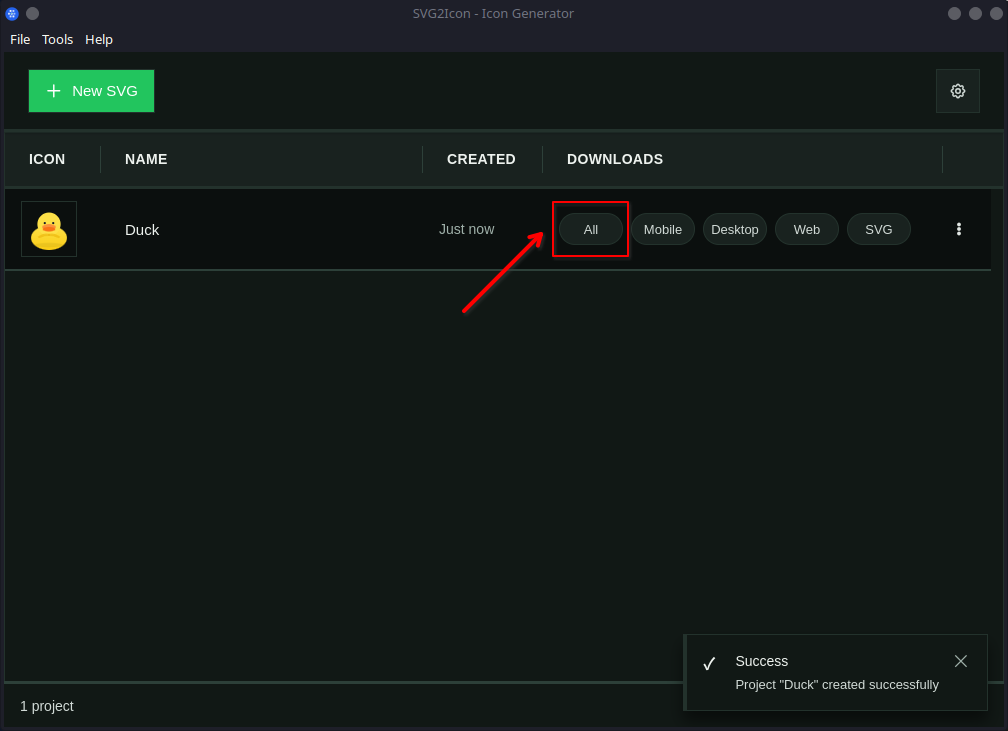 SVG2Icon - Icon Generator
File Tools Help
New SVG
ICON NAME CREATED DOWNLOADS
Duck Just now All Mobile Desktop Web SVG
Success
Project "Duck" created successfully
1 project